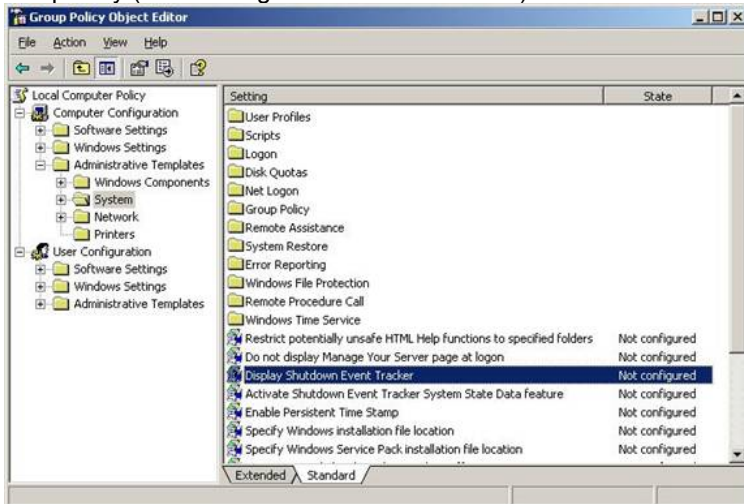 Group Policy Object Editor
File Action View Help
Local Computer Policy
Computer Configuration
Software Settings
Windows Settings
Administrative Templates
Windows Components
System
Network
Printers
User Configuration
Software Settings
Windows Settings
Administrative Templates
Setting State
User Profiles
Scripts
Logon
Disk Quotas
Net Logon
Group Policy
Remote Assistance
System Restore
Error Reporting
Windows File Protection
Remote Procedure Call
Windows Time Service
Restrict potentially unsafe HTML Help functions to specified folders Not configured
Do not display Manage Your Server page at logon Not configured
Display Shutdown Event Tracker Not configured
Activate Shutdown Event Tracker System State Data feature Not configured
Enable Persistent Time Stamp Not configured
Specify Windows installation file location Not configured
Specify Windows Service Pack installation file location Not configured
Extended Standard